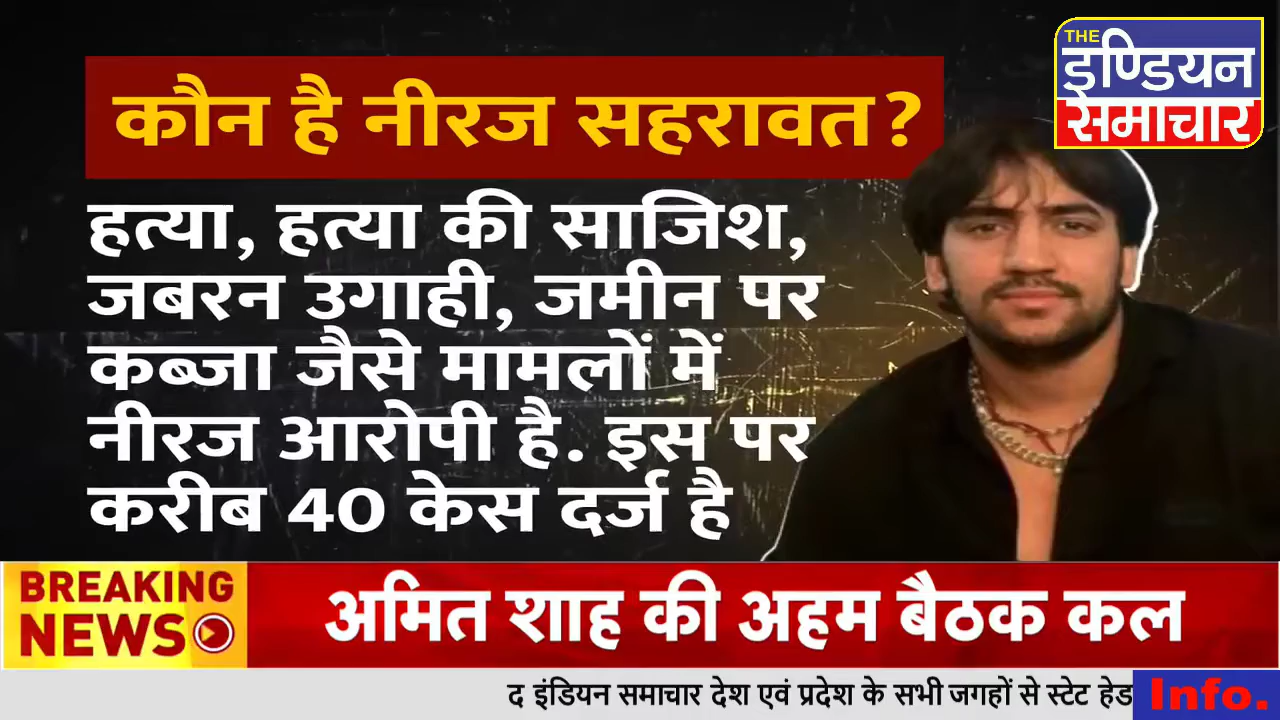 THE
इण्डियन
समाचार
कौन है नीरज सहरावत?
हत्या, हत्या की साजिश,
जबरन उगाही, जमीन पर
कब्जा जैसे मामलों में
नीरज आरोपी है. इस पर
करीब 40 केस दर्ज है
BREAKING
NEWS
अमित शाह की अहम बैठक कल
द इंडियन समाचार देश एवं प्रदेश के सभी जगहों से स्टेट हेड
Info.